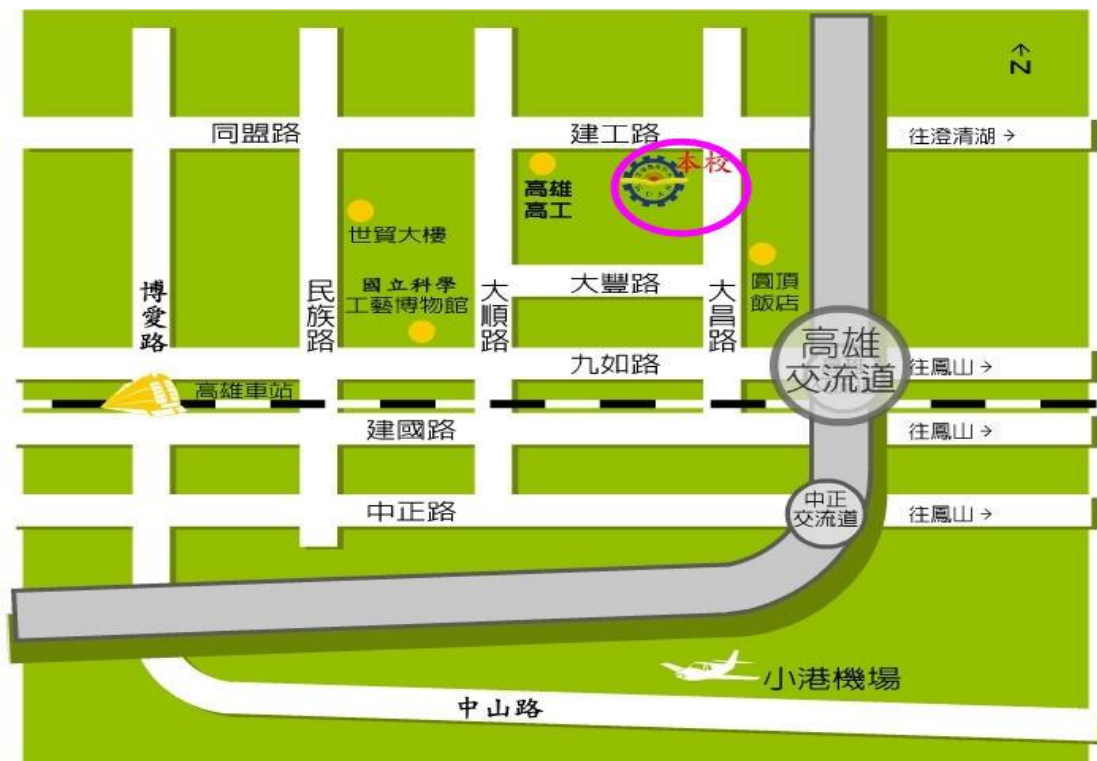 ↑
N
同盟路
建工路
往澄清湖→
本校
高雄
高工
世貿大樓
大豐路
圓頂
飯店
博愛路
民族路
國立科學
工藝博物館
大順路
大昌路
高雄
交流道
九如路
往鳳山→
高雄車站
建國路
往鳳山→
中正路
中正
交流道
往鳳山→
小港機場
中山路